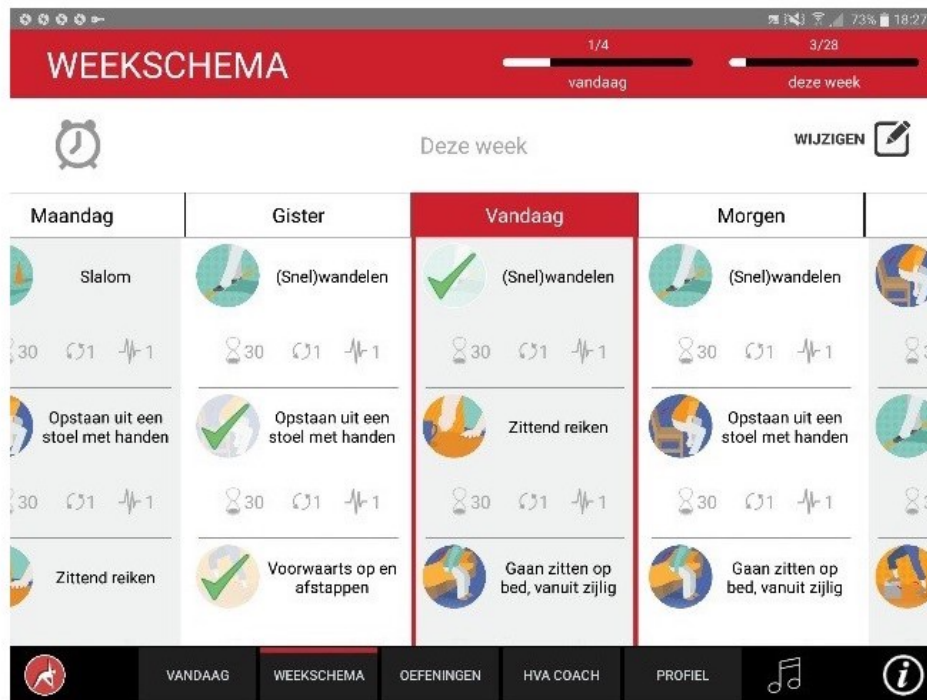 73% 18:27
WEEKSCHEMA
1/4
vandaag
3/28
deze week
Deze week
WIJZIGEN
Maandag
Gister
Vandaag
Morgen
Slalom
30 1 1
Opstaan uit een
stoel met handen
30 1 1
Zittend reiken
(Snel)wandelen
30 1 1
Opstaan uit een
stoel met handen
30 1 1
Voorwaarts op en
afstappen
(Snel)wandelen
30 1 1
Zittend reiken
30 1 1
Gaan zitten op
bed, vanuit zijlig
(Snel)wandelen
30 1 1
Opstaan uit een
stoel met handen
30 1 1
Gaan zitten op
bed, vanuit zijlig
VANDAAG
WEEKSCHEMA
OEFENINGEN
HVA COACH
PROFIEL
i